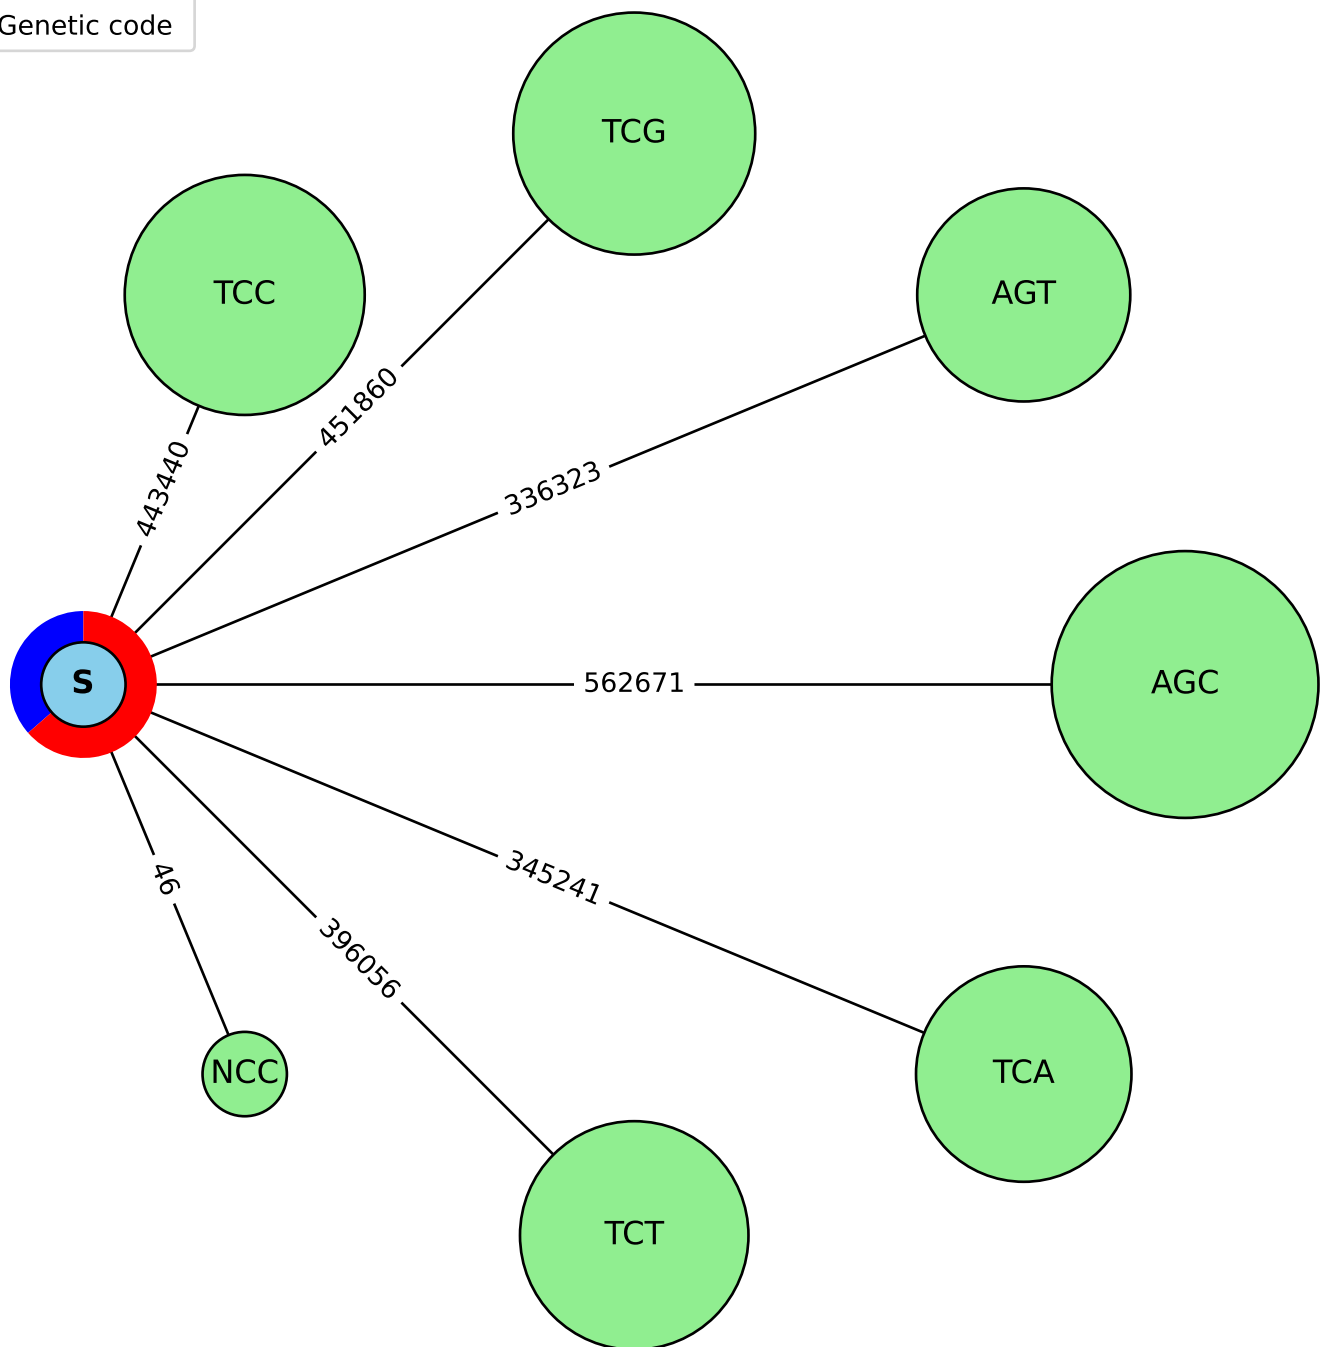 Genetic code
TCG
TCC
AGT
451860
443440
336323
S
562671
AGC
345241
46
396056
NCC
TCA
TCT